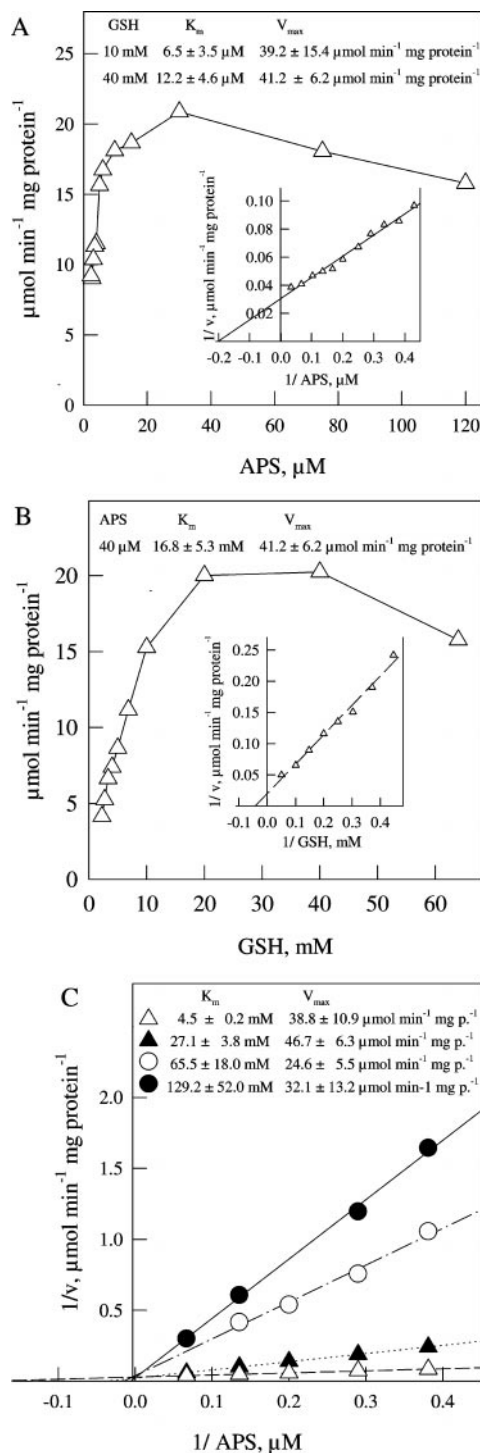 A
GSH Kₘ Vₘₐₓ
10 mM 6.5 ± 3.5 µM 39.2 ± 15.4 µmol min⁻¹ mg protein⁻¹
40 mM 12.2 ± 4.6 µM 41.2 ± 6.2 µmol min⁻¹ mg protein⁻¹
25
20
15
10
5
0
µmol min⁻¹ mg protein⁻¹
0.10
0.08
0.06
0.04
0.02
1/ v, µmol min⁻¹ mg protein⁻¹
-0.2 -0.1 0.0 0.1 0.2 0.3 0.4
1/ APS, µM
0 20 40 60 80 100 120
APS, µM
B
APS Kₘ Vₘₐₓ
40 µM 16.8 ± 5.3 mM 41.2 ± 6.2 µmol min⁻¹ mg protein⁻¹
20
15
10
5
0
µmol min⁻¹ mg protein⁻¹
0.25
0.20
0.15
0.10
0.05
1/ v, µmol min⁻¹ mg protein⁻¹
-0.1 0.0 0.1 0.2 0.3 0.4
1/ GSH, mM
0 10 20 30 40 50 60
GSH, mM
C
Kₘ Vₘₐₓ
4.5 ± 0.2 mM 38.8 ± 10.9 µmol min⁻¹ mg p.⁻¹
27.1 ± 3.8 mM 46.7 ± 6.3 µmol min⁻¹ mg p.⁻¹
65.5 ± 18.0 mM 24.6 ± 5.5 µmol min⁻¹ mg p.⁻¹
129.2 ± 52.0 mM 32.1 ± 13.2 µmol min-1 mg p.⁻¹
2.0
1.5
1.0
0.5
1/v, µmol min⁻¹ mg protein⁻¹
-0.1 0.0 0.1 0.2 0.3 0.4
1/ APS, µM